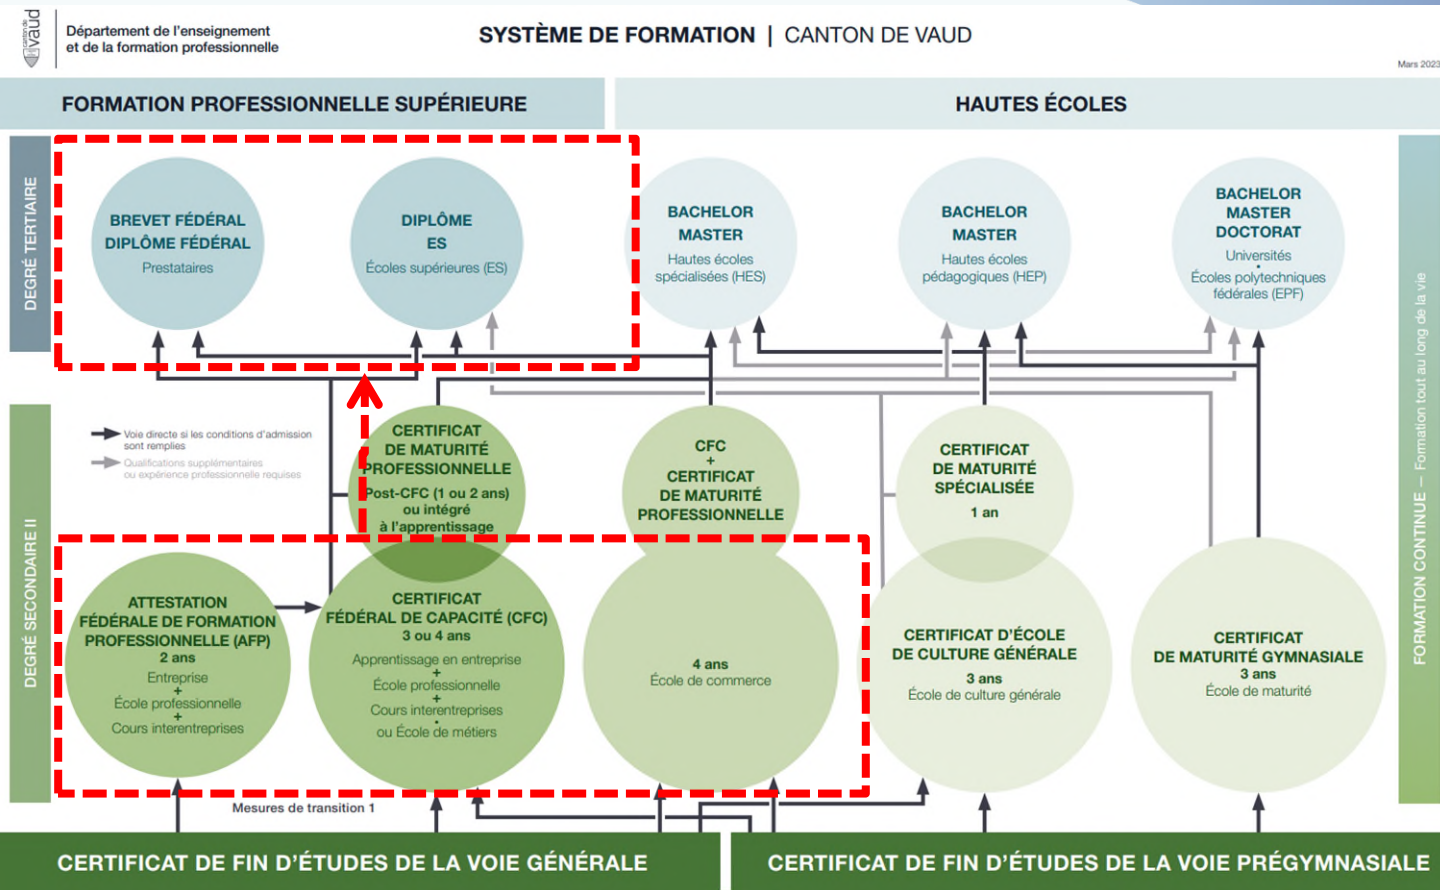 canton de
vaud
Département de l'enseignement
et de la formation professionnelle
SYSTÈME DE FORMATION | CANTON DE VAUD
Mars 2023
FORMATION PROFESSIONNELLE SUPÉRIEURE
HAUTES ÉCOLES
DEGRÉ TERTIAIRE
BREVET FÉDÉRAL
DIPLÔME FÉDÉRAL
Prestataires
DIPLÔME
ES
Écoles supérieures (ES)
BACHELOR
MASTER
Hautes écoles
spécialisées (HES)
BACHELOR
MASTER
Hautes écoles
pédagogiques (HEP)
BACHELOR
MASTER
DOCTORAT
Universités
•
Écoles polytechniques
fédérales (EPF)
FORMATION CONTINUE — Formation tout au long de la vie
DEGRÉ SECONDAIRE II
Voie directe si les conditions d'admission
sont remplies
Qualifications supplémentaires
ou expérience professionnelle requises
CERTIFICAT
DE MATURITÉ
PROFESSIONNELLE
Post-CFC (1 ou 2 ans)
ou intégré
à l'apprentissage
CFC
+
CERTIFICAT
DE MATURITÉ
PROFESSIONNELLE
CERTIFICAT
DE MATURITÉ
SPÉCIALISÉE
1 an
ATTESTATION
FÉDÉRALE DE FORMATION
PROFESSIONNELLE (AFP)
2 ans
Entreprise
+
École professionnelle
+
Cours interentreprises
CERTIFICAT
FÉDÉRAL DE CAPACITÉ (CFC)
3 ou 4 ans
Apprentissage en entreprise
+
École professionnelle
+
Cours interentreprises
•
ou École de métiers
4 ans
École de commerce
CERTIFICAT D'ÉCOLE
DE CULTURE GÉNÉRALE
3 ans
École de culture générale
CERTIFICAT
DE MATURITÉ GYMNASIALE
3 ans
École de maturité
Mesures de transition 1
CERTIFICAT DE FIN D'ÉTUDES DE LA VOIE GÉNÉRALE
CERTIFICAT DE FIN D'ÉTUDES DE LA VOIE PRÉGYMNASIALE